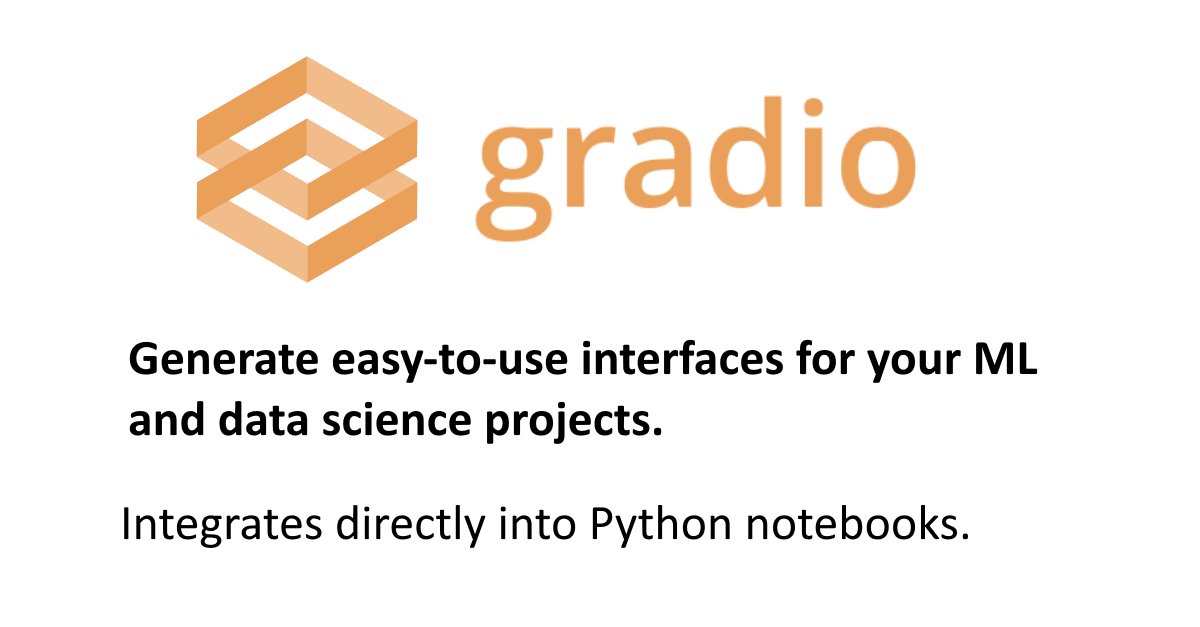 gradio
Generate easy-to-use interfaces for your ML
and data science projects.
Integrates directly into Python notebooks.